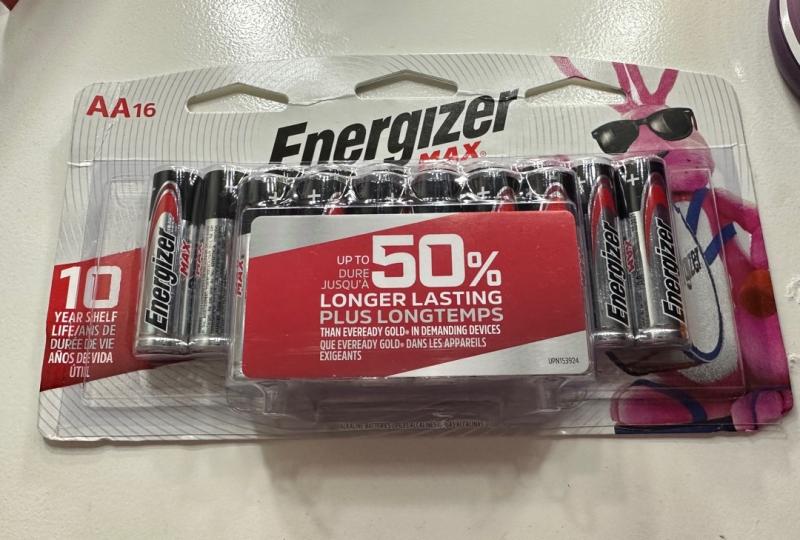 AA16
Energizer
MAX®
UP TO
DURE
JUSQU'À
50%
LONGER LASTING
PLUS LONGTEMPS
THAN EVEREADY GOLD® IN DEMANDING DEVICES
QUE EVEREADY GOLD® DANS LES APPAREILS
EXIGEANTS
UPN153924
10
YEAR SHELF
LIFE/ANS DE
DURÉE DE VIE
AÑOS DE VIDA
ÚTIL
Energizer
MAX
MAX
Energizer
MAX
Energizer